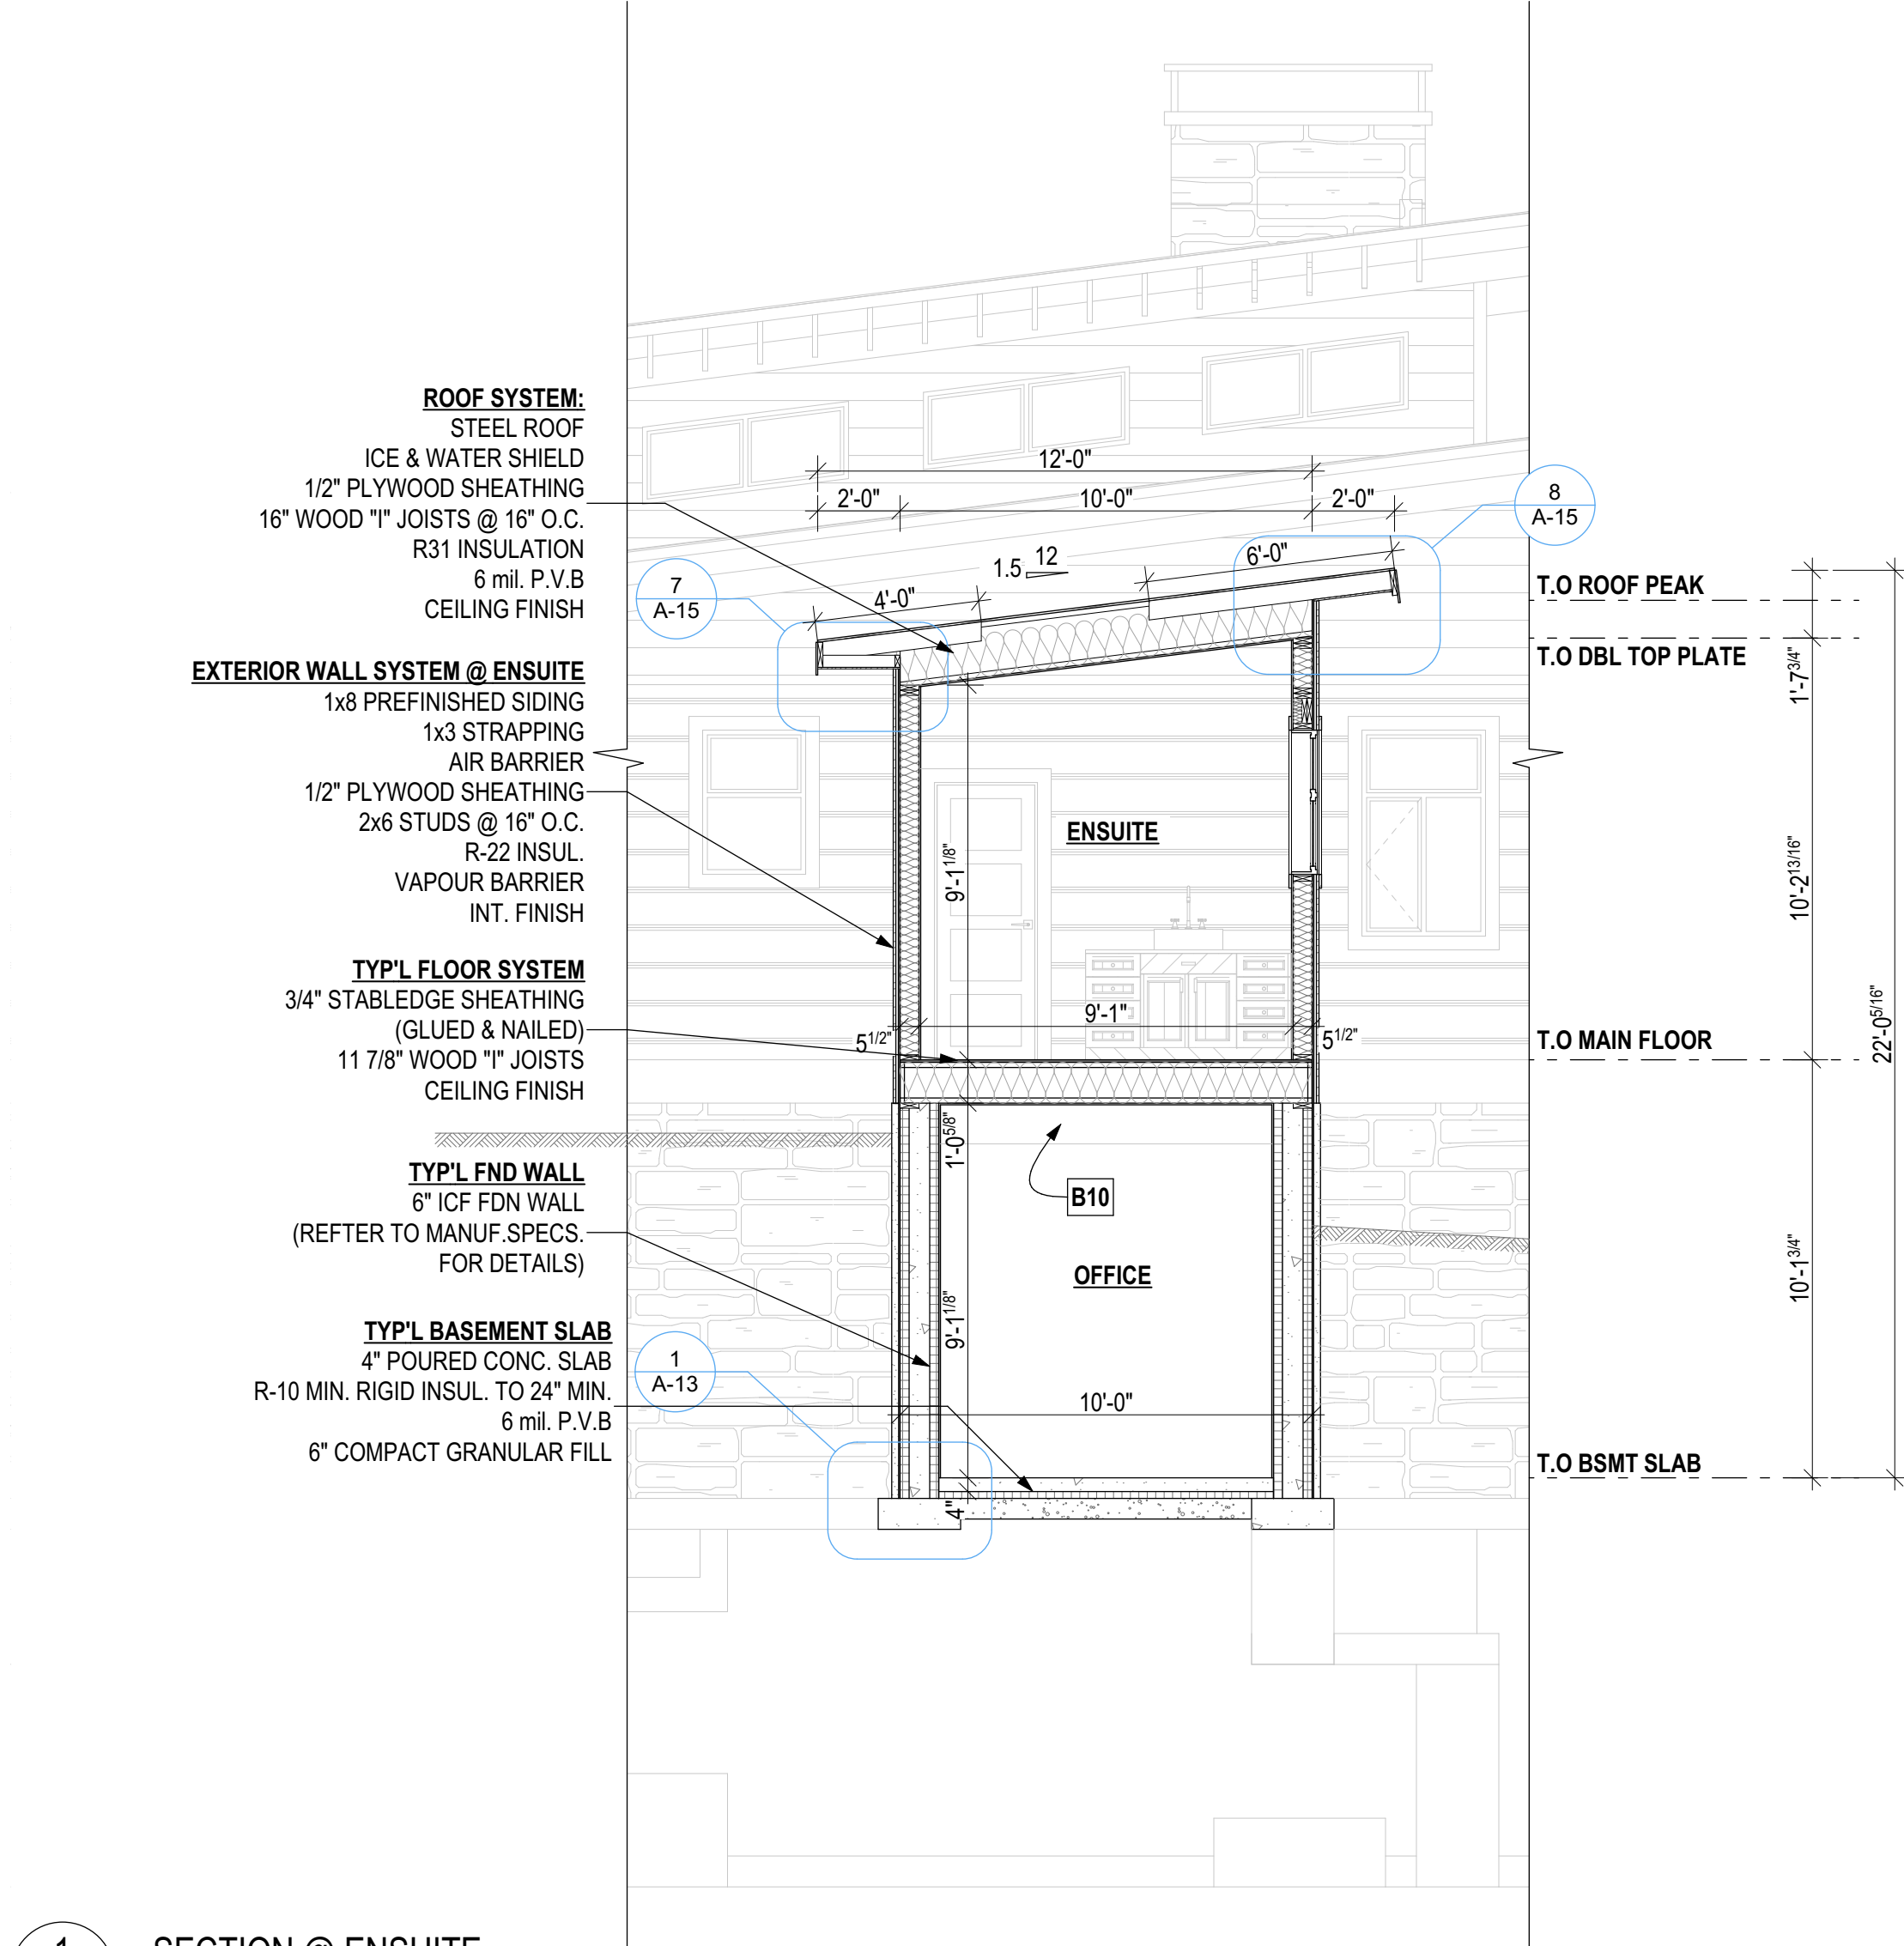 ROOF SYSTEM:
STEEL ROOF
ICE & WATER SHIELD
1/2" PLYWOOD SHEATHING
16" WOOD "I" JOISTS @ 16" O.C.
R31 INSULATION
6 mil. P.V.B
CEILING FINISH
EXTERIOR WALL SYSTEM @ ENSUITE
1x8 PREFINISHED SIDING
1x3 STRAPPING
AIR BARRIER
1/2" PLYWOOD SHEATHING
2x6 STUDS @ 16" O.C.
R-22 INSUL.
VAPOUR BARRIER
INT. FINISH
TYP'L FLOOR SYSTEM
3/4" STABLEDGE SHEATHING
(GLUED & NAILED)
11 7/8" WOOD "I" JOISTS
CEILING FINISH
TYP'L FND WALL
6" ICF FDN WALL
(REFTER TO MANUF.SPECS.
FOR DETAILS)
TYP'L BASEMENT SLAB
4" POURED CONC. SLAB
R-10 MIN. RIGID INSUL. TO 24" MIN.
6 mil. P.V.B
6" COMPACT GRANULAR FILL
7
A-15
1
A-13
12'-0"
2'-0" 10'-0" 2'-0"
12
1.5
6'-0"
4'-0"
8
A-15
ENSUITE
9'-1 1/8"
9'-1"
5 1/2" 5 1/2"
1'-0 5/8"
B10
OFFICE
9'-1 1/8"
10'-0"
4"
T.O ROOF PEAK
T.O DBL TOP PLATE
T.O MAIN FLOOR
T.O BSMT SLAB
1'-7 3/4"
10'-2 13/16"
10'-1 3/4"
22'-0 5/16"
1 SECTION @ ENSUITE